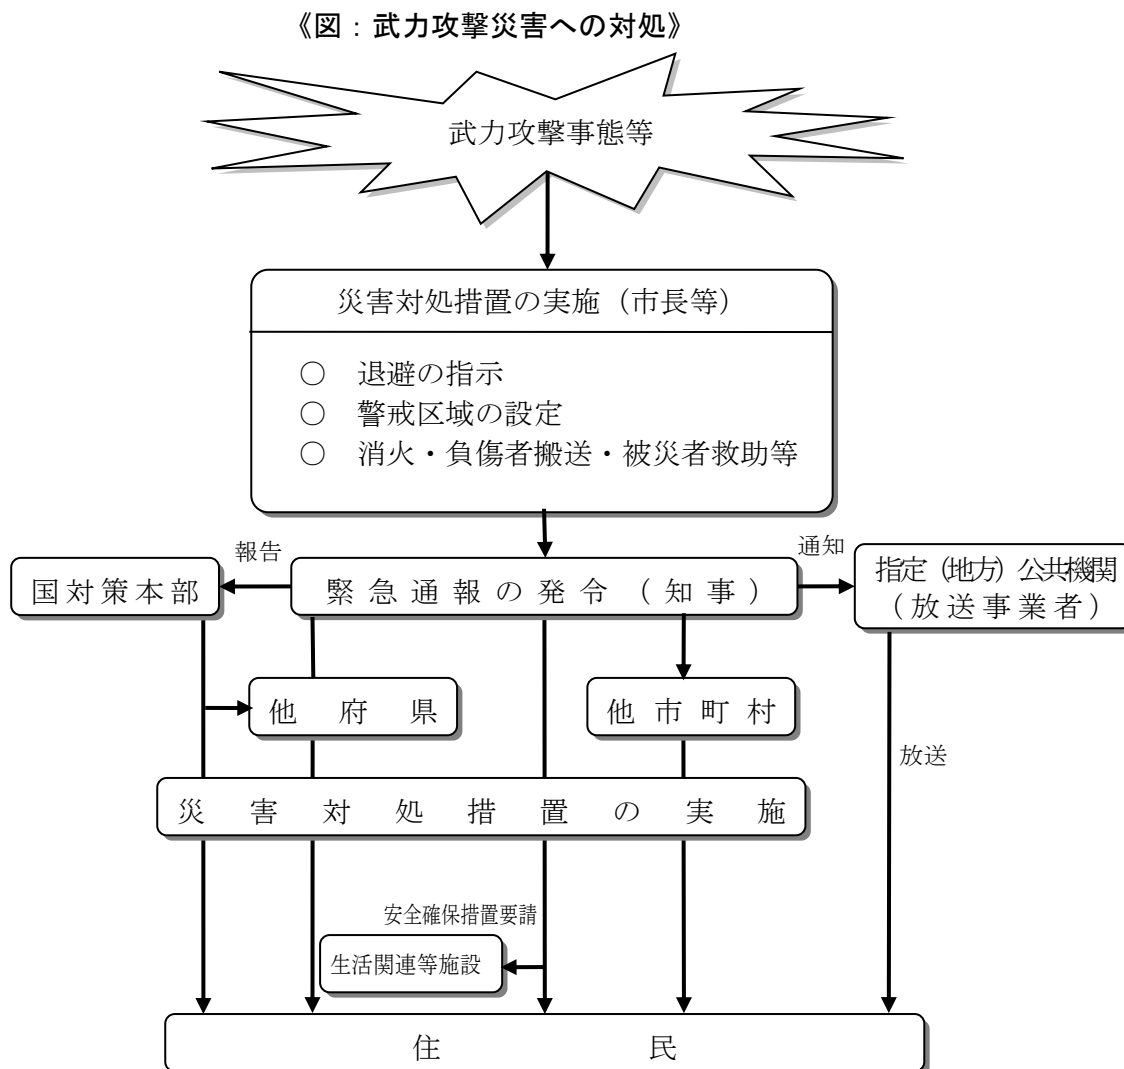 《図：武力攻撃災害への対処》
武力攻撃事態等
災害対処措置の実施（市長等）
○ 退避の指示
○ 警戒区域の設定
○ 消火・負傷者搬送・被災者救助等
報告
通知
国対策本部
緊急通報の発令（知事）
指定（地方）公共機関
（放送事業者）
他府県
他市町村
放送
災害対処措置の実施
安全確保措置要請
生活関連等施設
住民